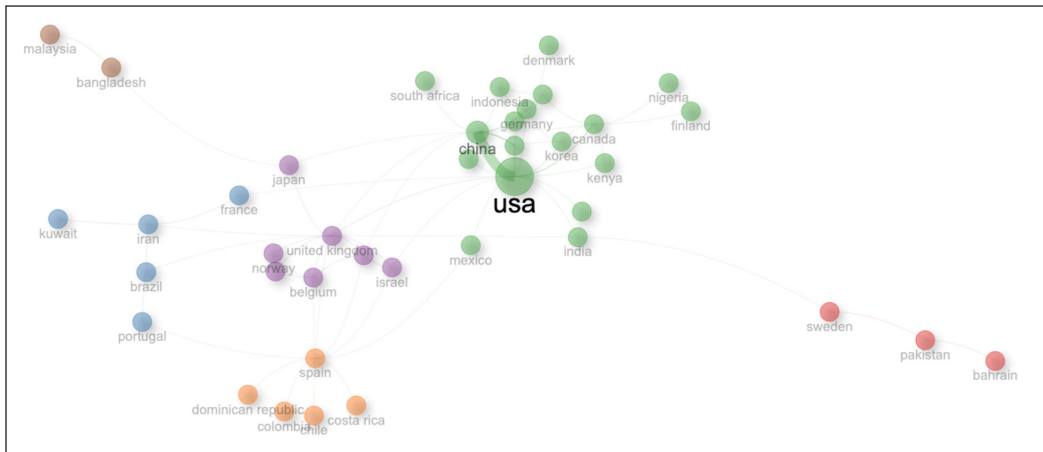 malaysia
bangladesh
denmark
south africa
indonesia
nigeria
germany
finland
canada
china
korea
japan
kenya
usa
france
kuwait
iran
united kingdom
india
mexico
norway
israel
brazil
belgium
sweden
portugal
pakistan
spain
bahrain
dominican republic
costa rica
colombia
chile